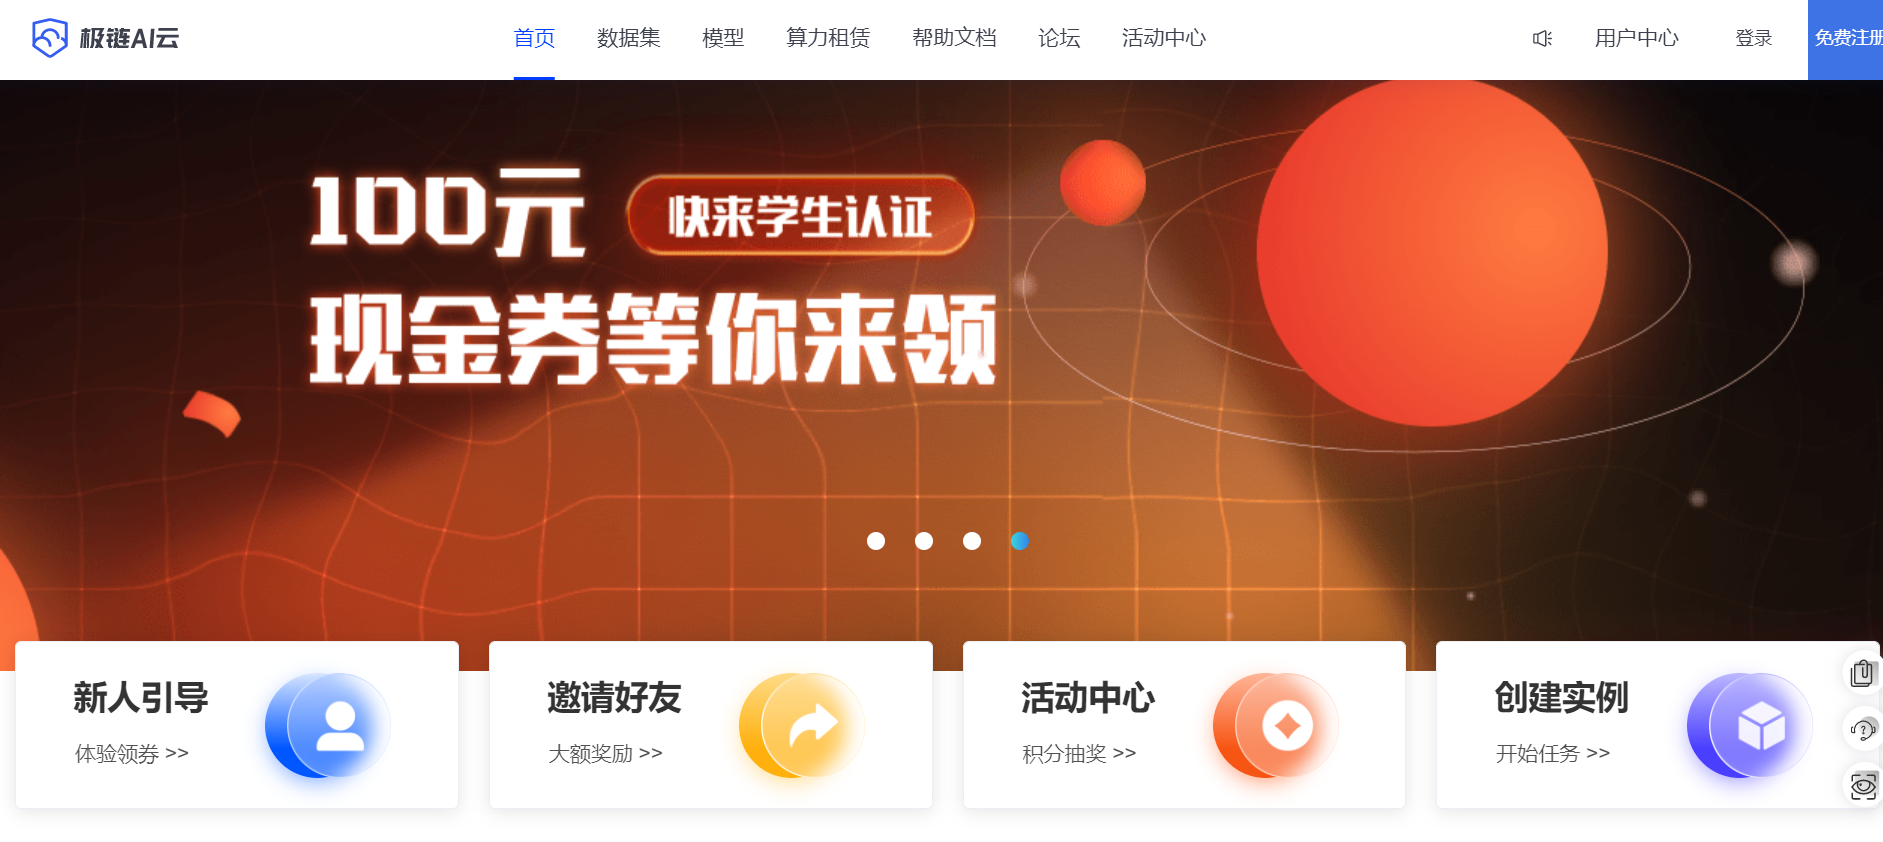 极链AI云
首页 数据集 模型 算力租赁 帮助文档 论坛 活动中心
用户中心 登录 免费注册
100元 快来学生认证
现金券等你来领
新人引导
体验领券 >>
邀请好友
大额奖励 >>
活动中心
积分抽奖 >>
创建实例
开始任务 >>